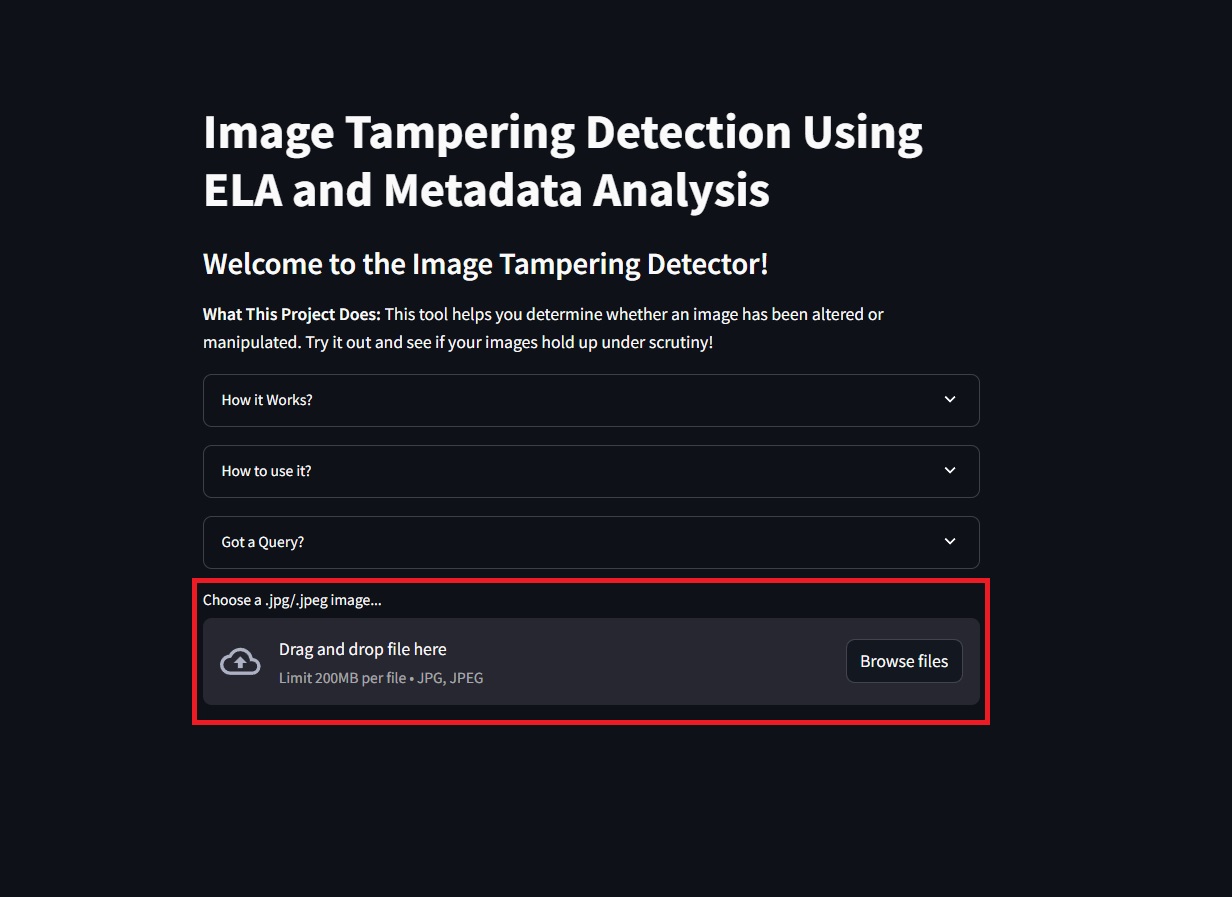 Image Tampering Detection Using
ELA and Metadata Analysis
Welcome to the Image Tampering Detector!
What This Project Does: This tool helps you determine whether an image has been altered or
manipulated. Try it out and see if your images hold up under scrutiny!
How it Works?
How to use it?
Got a Query?
Choose a .jpg/.jpeg image...
Drag and drop file here
Limit 200MB per file • JPG, JPEG
Browse files